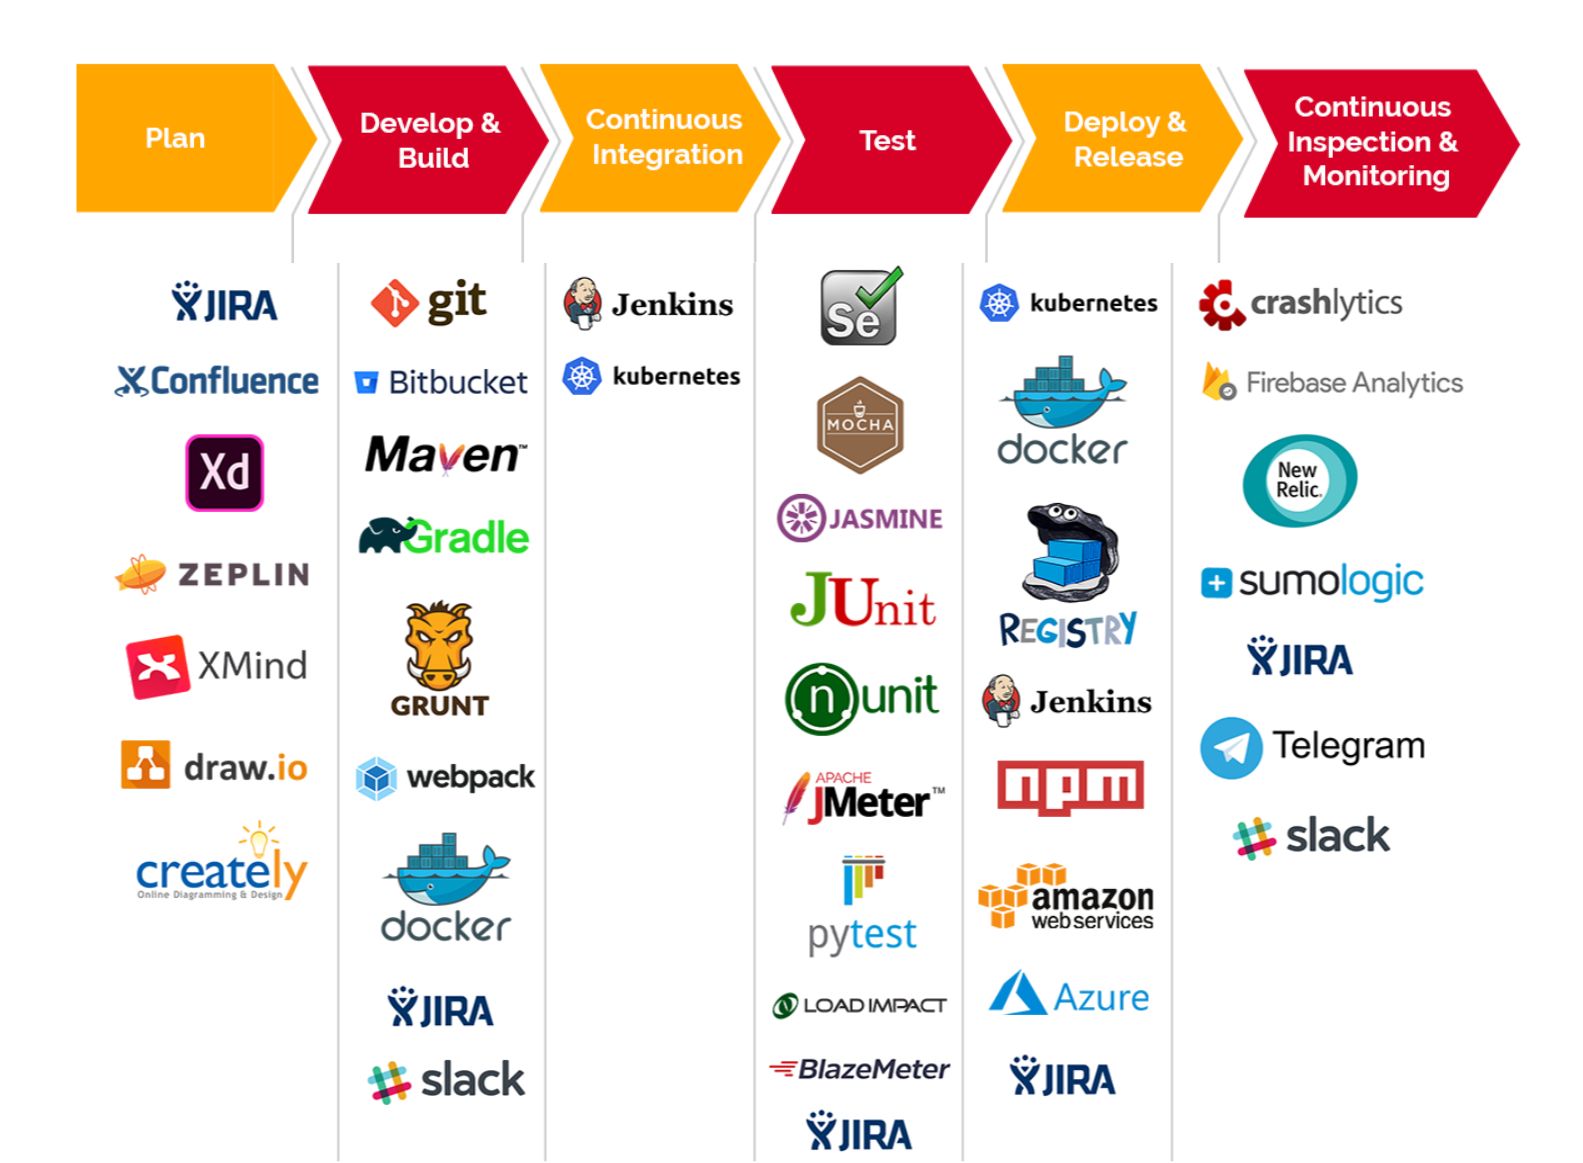 Plan
Develop &
Build
Continuous
Integration
Test
Deploy &
Release
Continuous
Inspection &
Monitoring
JIRA
Confluence
Xd
ZEPLIN
XMind
draw.io
creately
Online Diagramming & Design
git
Bitbucket
Maven™
Gradle
GRUNT
webpack
docker
JIRA
slack
Jenkins
kubernetes
Se
MOCHA
JASMINE
JUnit
nunit
APACHE
JMeter™
pytest
LOAD IMPACT
BlazeMeter
JIRA
kubernetes
docker
REGISTRY
Jenkins
npm
amazon
web services
Azure
JIRA
crashlytics
Firebase Analytics
New
Relic.
sumologic
JIRA
Telegram
slack